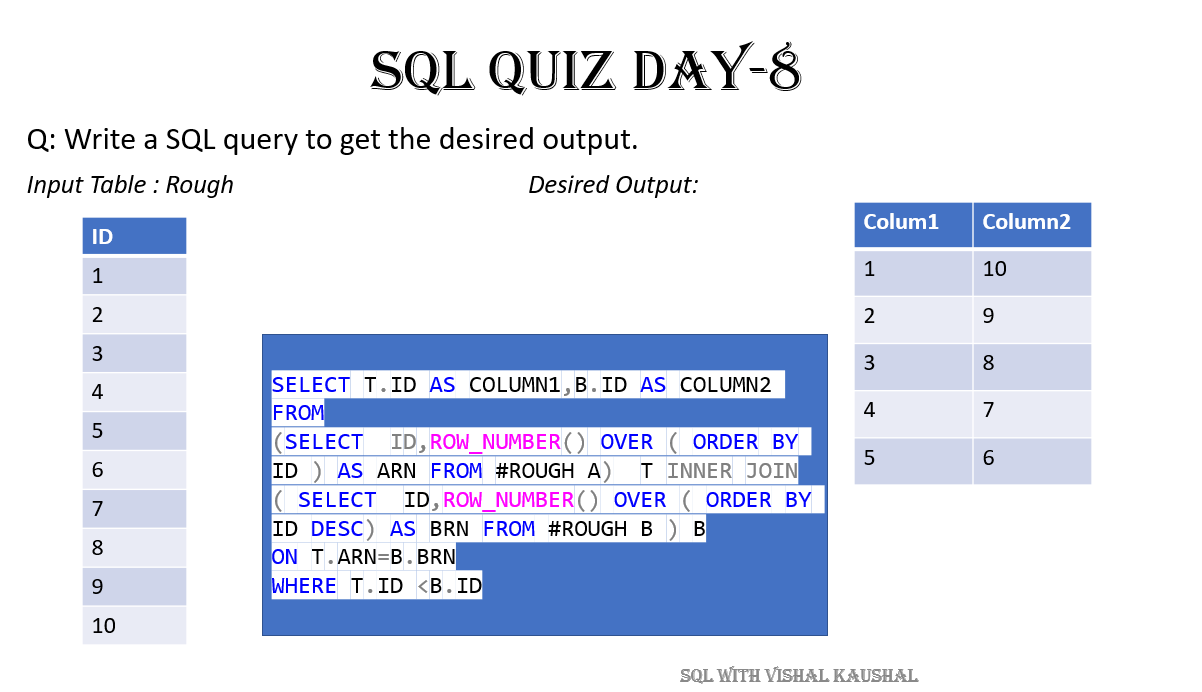 SQL QUIZ DAY-8
Q: Write a SQL query to get the desired output.
Input Table : Rough
Desired Output:
ID
1
2
3
4
5
6
7
8
9
10
SELECT T.ID AS COLUMN1,B.ID AS COLUMN2
FROM
(SELECT ID,ROW_NUMBER() OVER ( ORDER BY
ID ) AS ARN FROM #ROUGH A) T INNER JOIN
( SELECT ID,ROW_NUMBER() OVER ( ORDER BY
ID DESC) AS BRN FROM #ROUGH B ) B
ON T.ARN=B.BRN
WHERE T.ID <B.ID
Colum1 Column2
1 10
2 9
3 8
4 7
5 6
SQL WITH VISHAL KAUSHAL